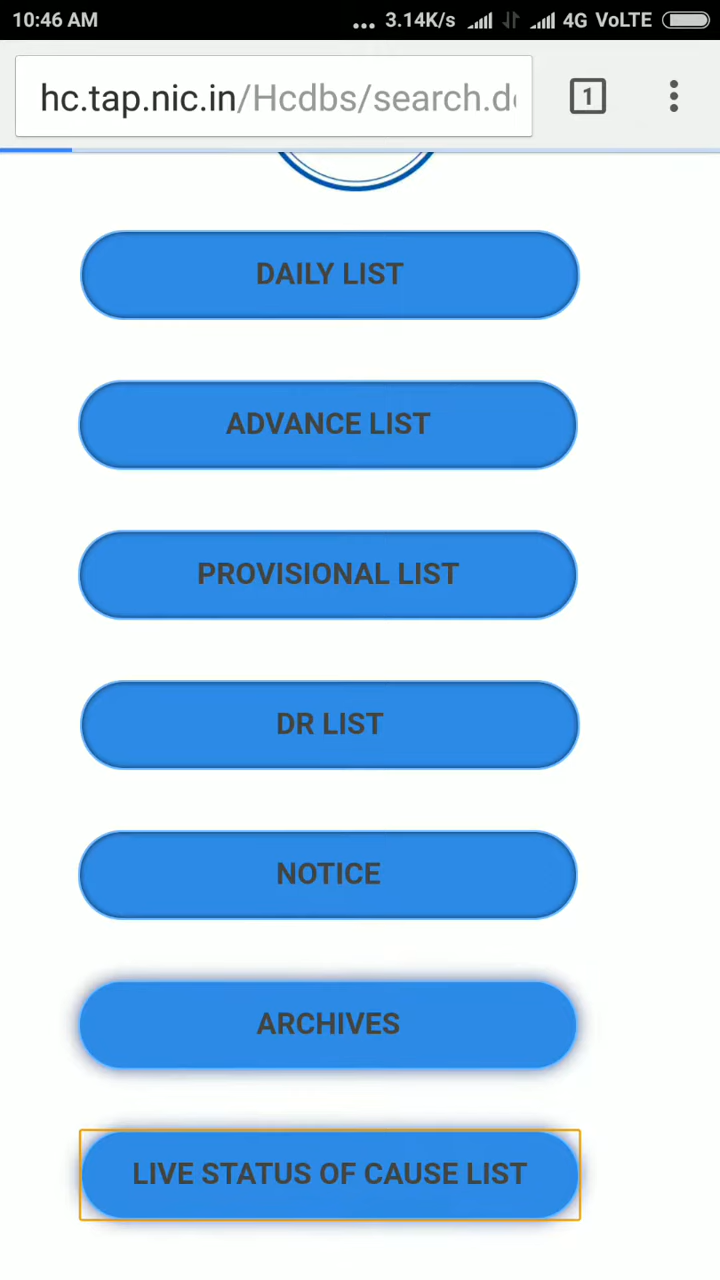 10:46 AM ... 3.14K/s 4G VoLTE
hc.tap.nic.in/Hcdbs/search.d
1
DAILY LIST
ADVANCE LIST
PROVISIONAL LIST
DR LIST
NOTICE
ARCHIVES
LIVE STATUS OF CAUSE LIST